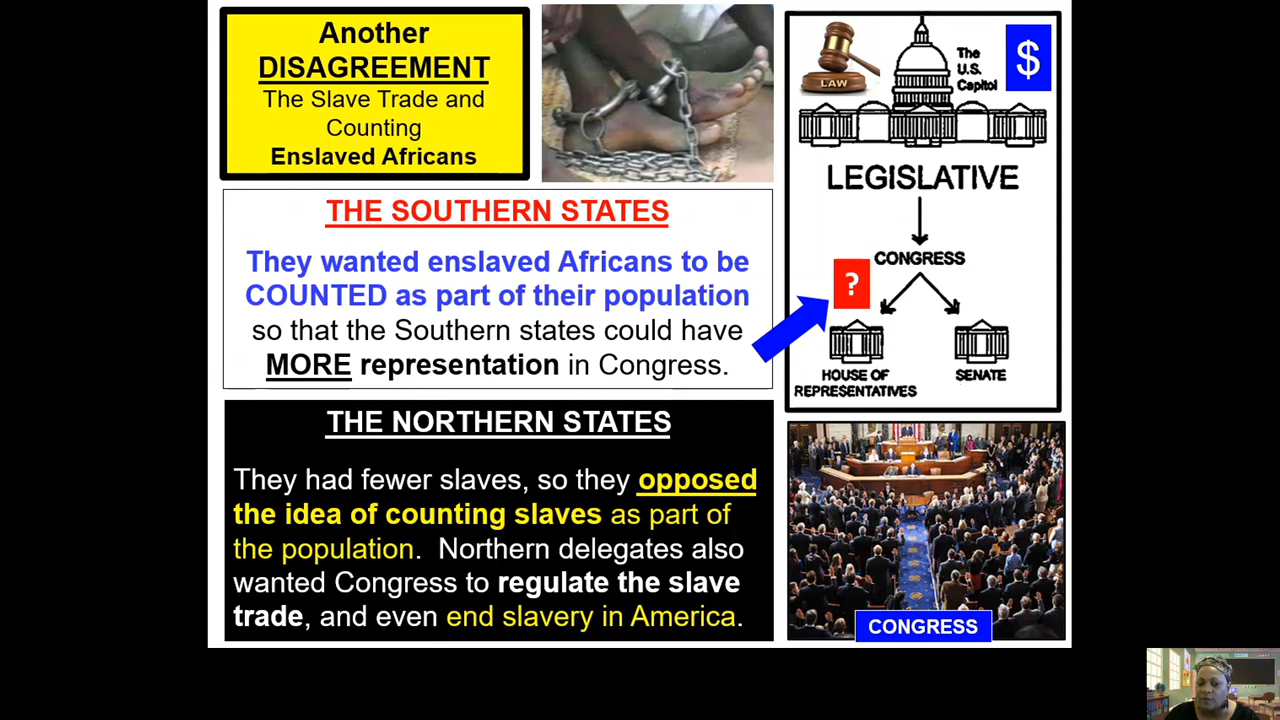 Another
DISAGREEMENT
The Slave Trade and
Counting
Enslaved Africans
THE SOUTHERN STATES
They wanted enslaved Africans to be
COUNTED as part of their population
so that the Southern states could have
MORE representation in Congress.
THE NORTHERN STATES
They had fewer slaves, so they opposed
the idea of counting slaves as part of
the population. Northern delegates also
wanted Congress to regulate the slave
trade, and even end slavery in America.
LAW
The
U.S.
Capitol
$
LEGISLATIVE
CONGRESS
?
HOUSE OF
REPRESENTATIVES
SENATE
CONGRESS